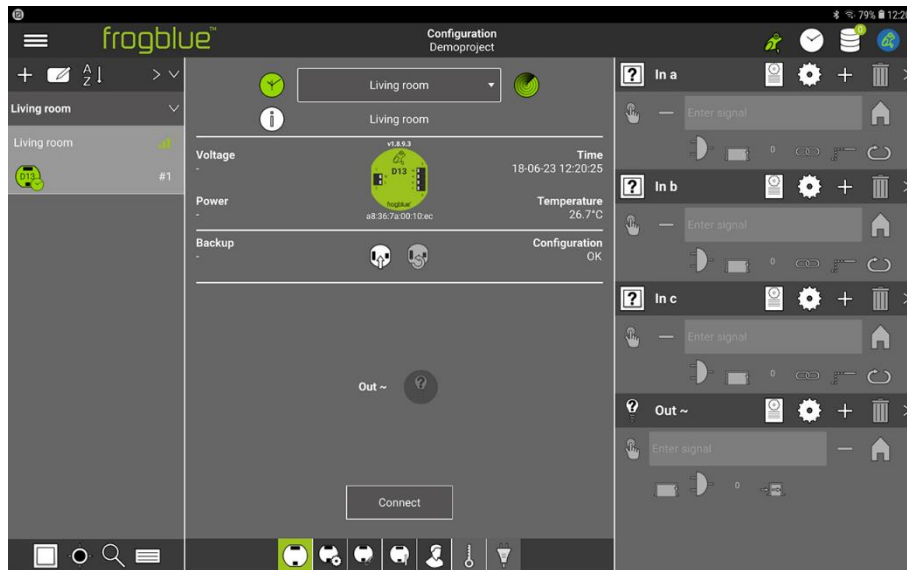 79% 12:20
frogblue™
Configuration
Demoproject
0
A
Z
Living room
Living room
D13
#1
Living room
Living room
Voltage
-
Power
-
v1.8.9.3
D13
frogblue
a8:36:7a:00:10:ec
Time
18-06-23 12:20:25
Temperature
26.7°C
Backup
-
Configuration
OK
Out ~
Connect
In a
Enter signal
0
In b
Enter signal
0
In c
Enter signal
0
Out ~
Enter signal
0